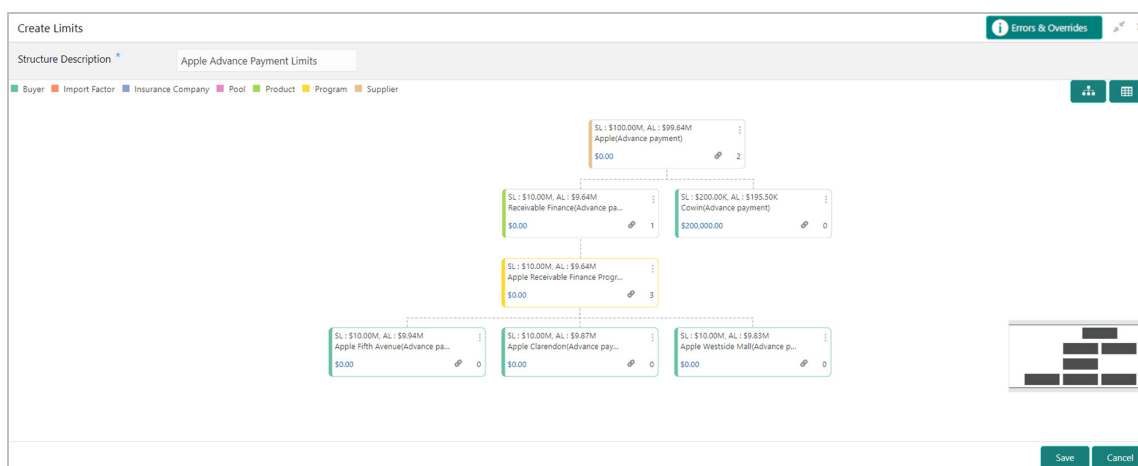 Create Limits
Errors & Overrides
Structure Description *
Apple Advance Payment Limits
Buyer Import Factor Insurance Company Pool Product Program Supplier
SL : $100.00M, AL : $99.64M
Apple(Advance payment)
$0.00 2
SL : $10.00M, AL : $9.64M
Receivable Finance(Advance pa...
$0.00 1
SL : $200.00K, AL : $195.50K
Cowin(Advance payment)
$200,000.00 0
SL : $10.00M, AL : $9.64M
Apple Receivable Finance Progr...
$0.00 3
SL : $10.00M, AL : $9.94M
Apple Fifth Avenue(Advance pa...
$0.00 0
SL : $10.00M, AL : $9.87M
Apple Clarendon(Advance pay...
$0.00 0
SL : $10.00M, AL : $9.83M
Apple Westside Mall(Advance p...
$0.00 0
Save Cancel